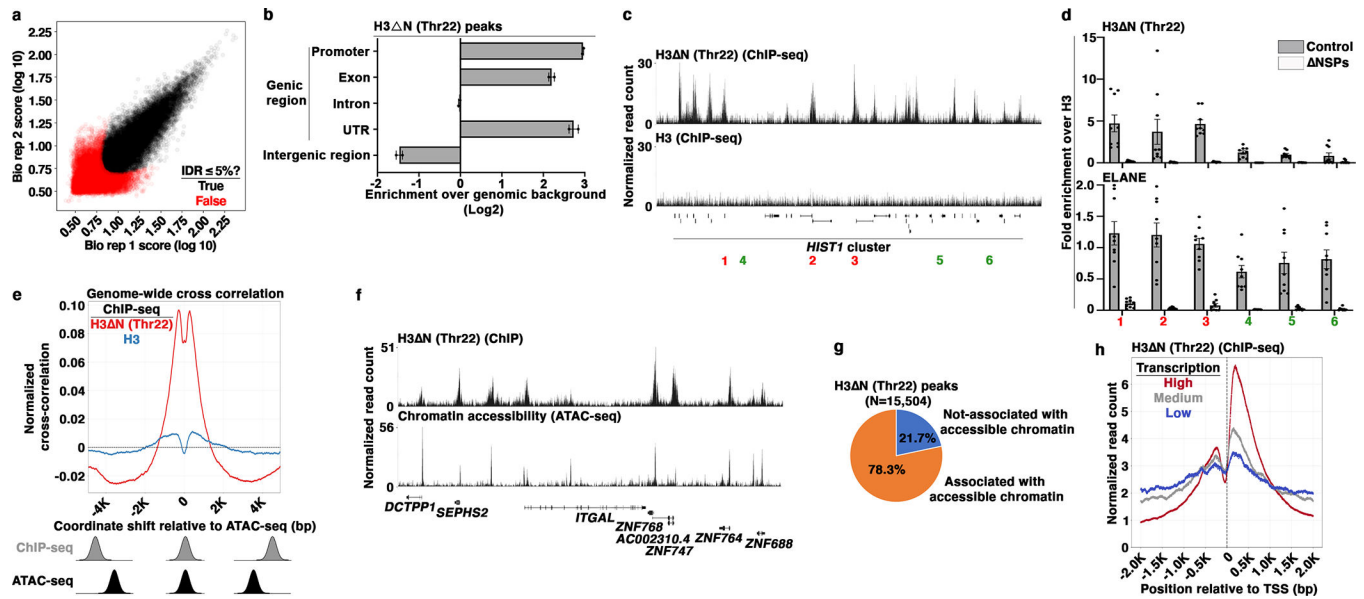 a
Bio rep 2 score (log 10)
2.25
2.00
1.75
1.50
1.25
1.00
0.75
0.50
IDR ≤ 5%?
True
False
0.50
0.75
1.00
1.25
1.50
1.75
2.00
2.25
Bio rep 1 score (log 10)
b
H3△N (Thr22) peaks
Genic
region
Promoter
Exon
Intron
UTR
Intergenic region
-2 -1 0 1 2 3
Enrichment over genomic background
(Log2)
c
H3ΔN (Thr22) (ChIP-seq)
Normalized read count
30
0
H3 (ChIP-seq)
30
0
HIST1 cluster
1 4 2 3 5 6
d
H3ΔN (Thr22)
Control
ΔNSPs
Fold enrichment over H3
15
10
5
0
ELANE
2.0
1.5
1.0
0.5
0.0
1 2 3 4 5 6
e
Genome-wide cross correlation
ChIP-seq
H3ΔN (Thr22)
H3
Normalized
cross-correlation
0.10
0.08
0.06
0.04
0.02
0
-0.02
-4K -2K 0 2K 4K
Coordinate shift relative to ATAC-seq (bp)
ChIP-seq
ATAC-seq
f
H3ΔN (Thr22) (ChIP)
Normalized read count
51
0
Chromatin accessibility (ATAC-seq)
56
0
DCTPP1
SEPHS2
ITGAL
ZNF768
AC002310.4
ZNF747
ZNF764
ZNF688
g
H3ΔN (Thr22) peaks
(N=15,504)
21.7%
Not-associated with
accessible chromatin
78.3%
Associated with
accessible chromatin
h
H3ΔN (Thr22) (ChIP-seq)
Transcription
High
Medium
Low
Normalized read count
6
5
4
3
2
1
0
-2.0K
-1.5K
-1.0K
-0.5K
0
0.5K
1.0K
1.5K
2.0K
Position relative to TSS (bp)